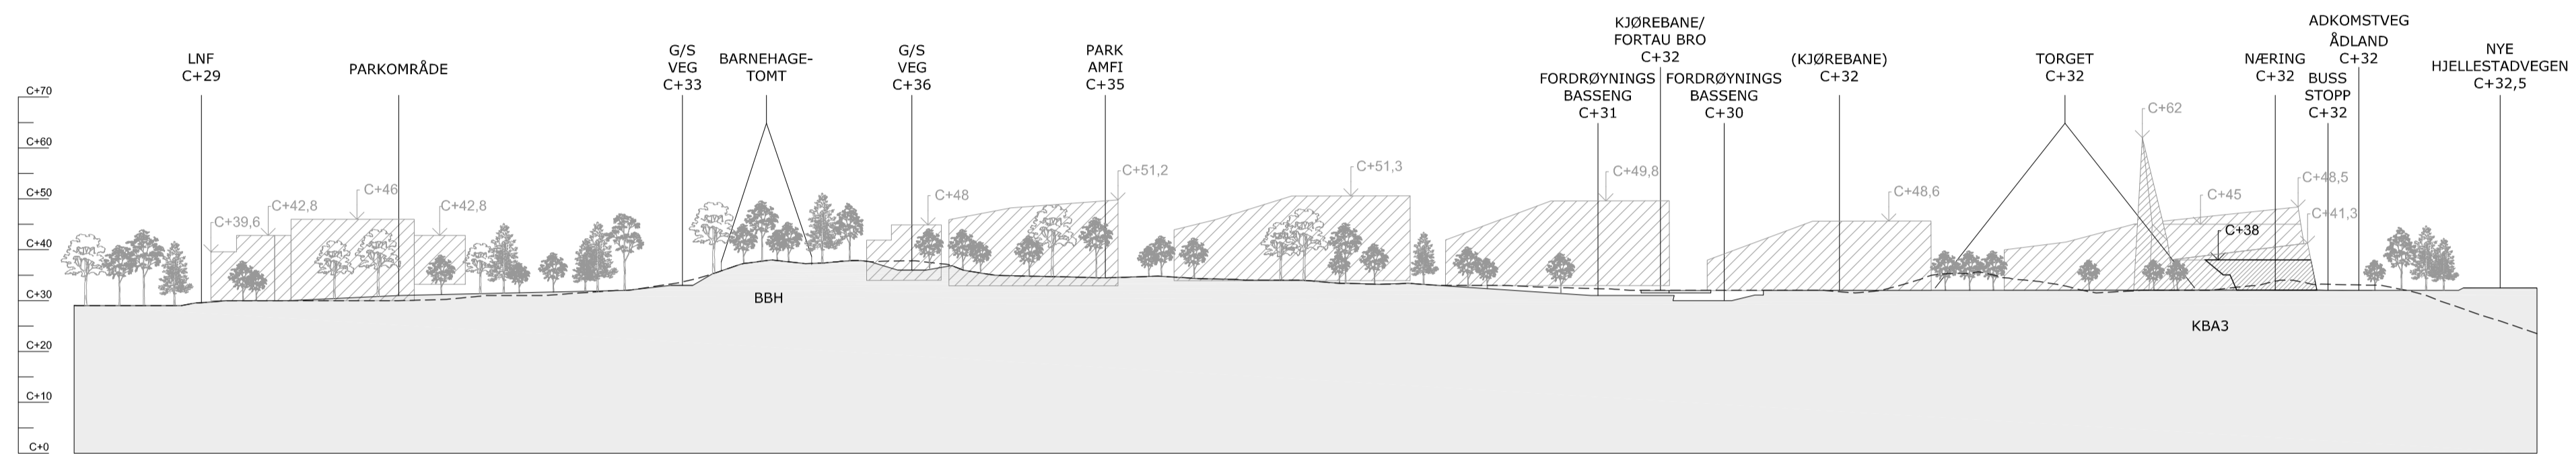 LNF
C+29
PARKOMRÅDE
G/S
VEG
C+33
BARNEHAGE-
TOMT
G/S
VEG
C+36
PARK
AMFI
C+35
KJØREBANE/
FORTAU BRO
C+32
FORDRØYNINGS
BASSENG
C+31
FORDRØYNINGS
BASSENG
C+30
(KJØREBANE)
C+32
TORGET
C+32
NÆRING
C+32
BUSS
STOPP
C+32
ADKOMSTVEG
ÅDLAND
C+32
NYE
HJELLESTADVEGEN
C+32,5
C+70
C+60
C+50
C+40
C+30
C+20
C+10
C+0
C+39,6
C+42,8
C+46
C+42,8
C+48
C+51,2
C+51,3
C+49,8
C+48,6
C+62
C+45
C+48,5
C+41,3
C+38
BBH
KBA3